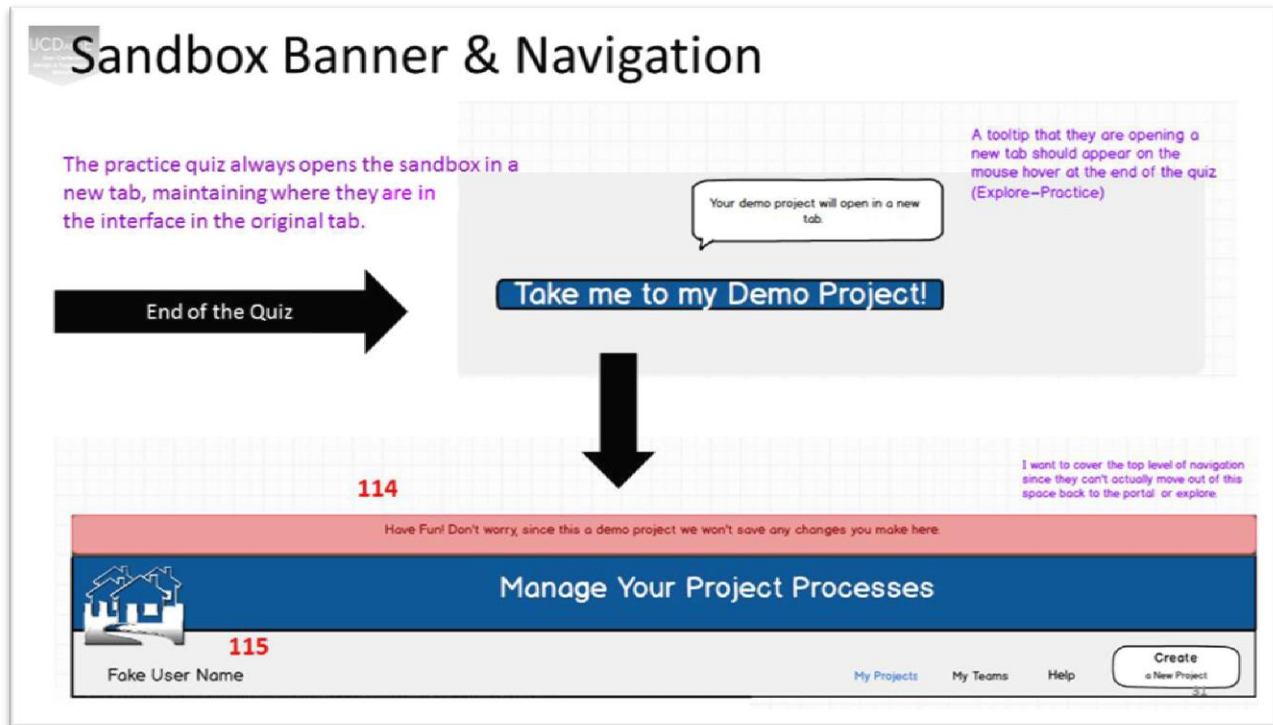 Sandbox Banner & Navigation
The practice quiz always opens the sandbox in a
new tab, maintaining where they are in
the interface in the original tab.
A tooltip that they are opening a
new tab should appear on the
mouse hover at the end of the quiz
(Explore-Practice)
Your demo project will open in a new
tab.
End of the Quiz
Take me to my Demo Project!
I want to cover the top level of navigation
since they can't actually move out of this
space back to the portal or explore.
114
Have Fun! Don't worry, since this a demo project we won't save any changes you make here.
Manage Your Project Processes
115
Fake User Name
My Projects
My Teams
Help
Create
a New Project
31